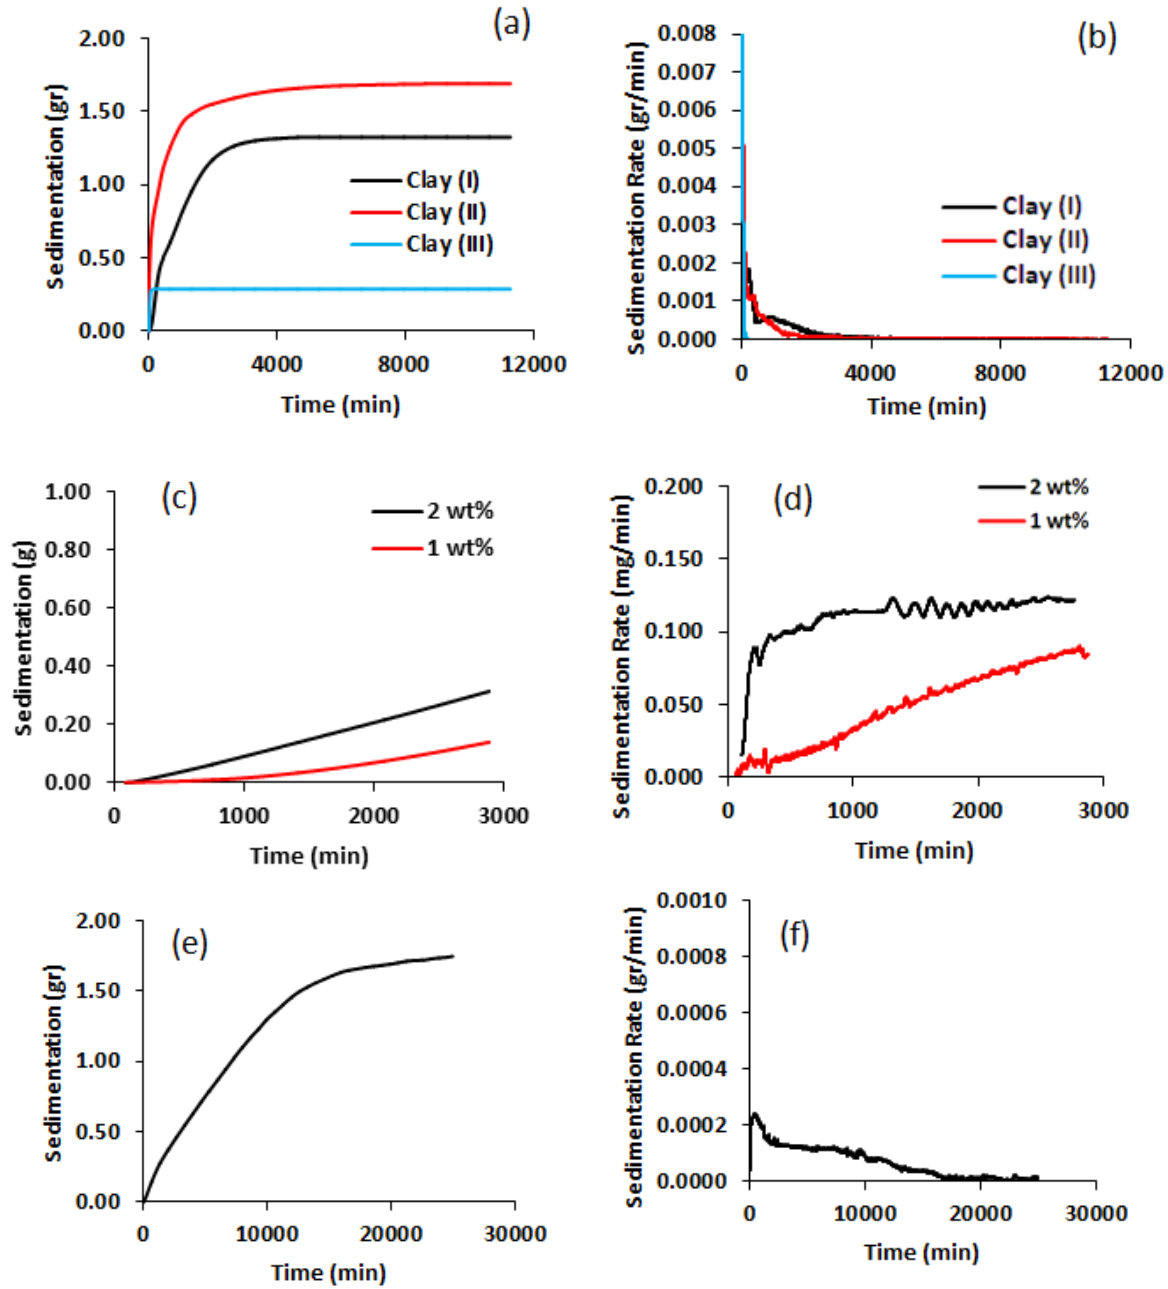 (a)
2.00
1.50
1.00
0.50
0.00
Sedimentation (gr)
Clay (I)
Clay (II)
Clay (III)
0 4000 8000 12000
Time (min)
(b)
0.008
0.007
0.006
0.005
0.004
0.003
0.002
0.001
0.000
Sedimentation Rate (gr/min)
Clay (I)
Clay (II)
Clay (III)
0 4000 8000 12000
Time (min)
(c)
1.00
0.80
0.60
0.40
0.20
0.00
Sedimentation (g)
2 wt%
1 wt%
0 1000 2000 3000
Time (min)
(d)
0.200
0.150
0.100
0.050
0.000
Sedimentation Rate (mg/min)
2 wt%
1 wt%
0 1000 2000 3000
Time (min)
(e)
2.00
1.50
1.00
0.50
0.00
Sedimentation (gr)
0 10000 20000 30000
Time (min)
(f)
0.0010
0.0008
0.0006
0.0004
0.0002
0.0000
Sedimentation Rate (gr/min)
0 10000 20000 30000
Time (min)